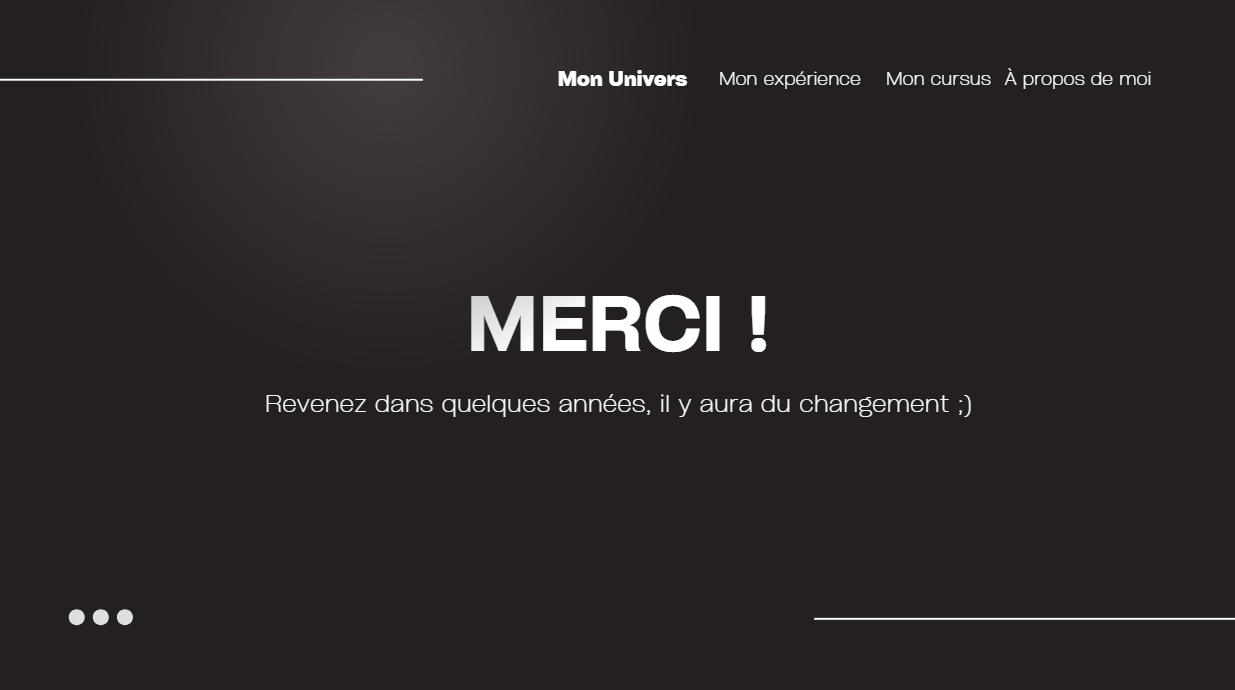 Mon Univers Mon expérience Mon cursus À propos de moi
MERCI !
Revenez dans quelques années, il y aura du changement ;)